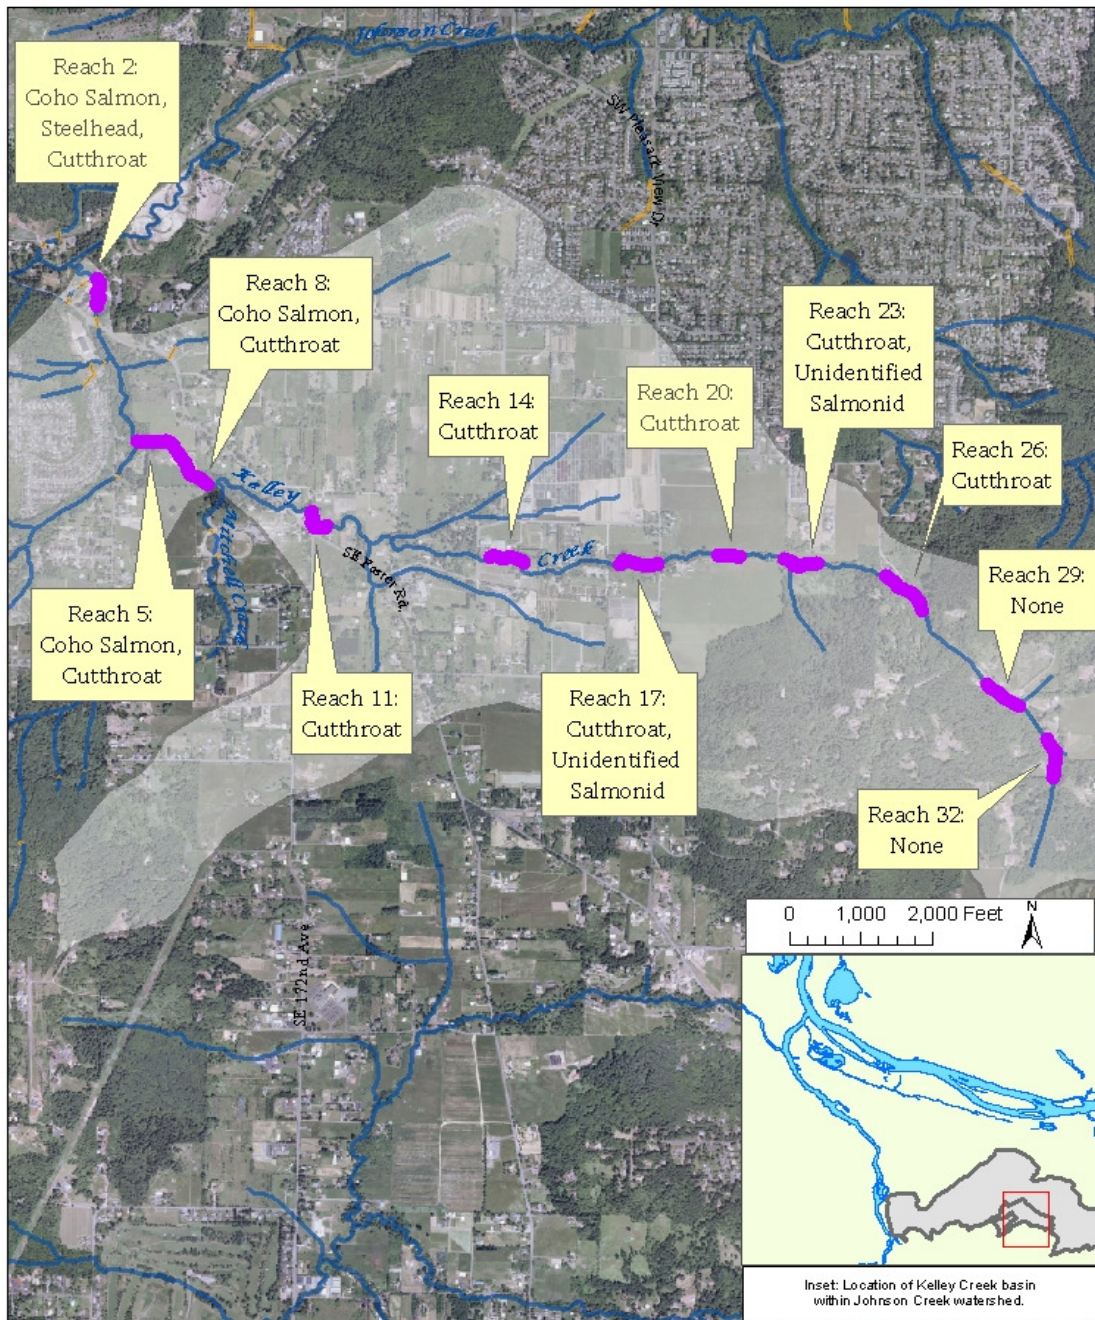 Johnson Creek
Reach 2:
Coho Salmon,
Steelhead,
Cutthroat
SW Pleasant View Dr
Reach 8:
Coho Salmon,
Cutthroat
Reach 23:
Cutthroat,
Unidentified
Salmonid
Reach 14:
Cutthroat
Reach 20:
Cutthroat
Reach 26:
Cutthroat
Kelley
Creek
Mitchell Creek
SE Foster Rd.
Reach 29:
None
Reach 5:
Coho Salmon,
Cutthroat
Reach 11:
Cutthroat
Reach 17:
Cutthroat,
Unidentified
Salmonid
Reach 32:
None
SE 172nd Ave
0 1,000 2,000 Feet
N
Inset: Location of Kelley Creek basin
within Johnson Creek watershed.